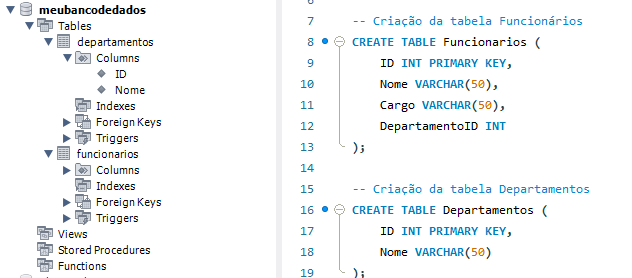 meubancodedados
Tables
departamentos
Columns
ID
Nome
Indexes
Foreign Keys
Triggers
funcionarios
Columns
Indexes
Foreign Keys
Triggers
Views
Stored Procedures
Functions
7 -- Criação da tabela Funcionários
8 CREATE TABLE Funcionarios (
9 ID INT PRIMARY KEY,
10 Nome VARCHAR(50),
11 Cargo VARCHAR(50),
12 DepartamentoID INT
13 );
14
15 -- Criação da tabela Departamentos
16 CREATE TABLE Departamentos (
17 ID INT PRIMARY KEY,
18 Nome VARCHAR(50)
19 );